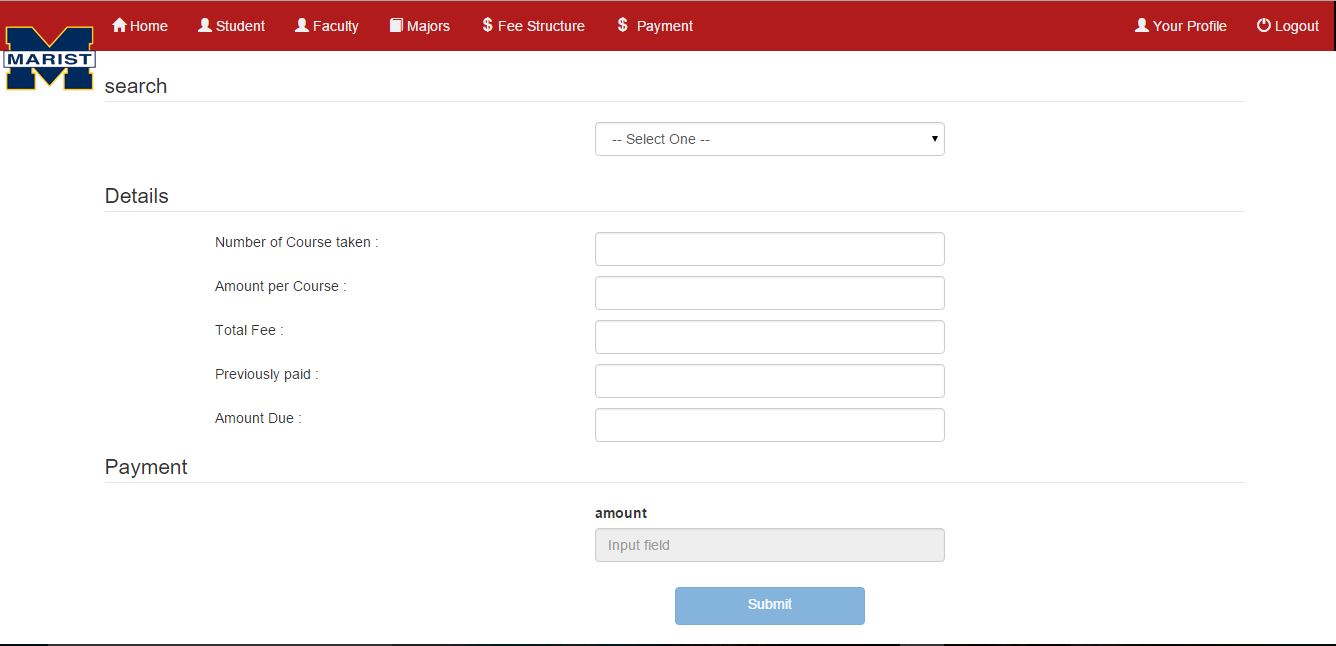 Home Student Faculty Majors $ Fee Structure $ Payment Your Profile Logout
MARIST
search
-- Select One --
Details
Number of Course taken :
Amount per Course :
Total Fee :
Previously paid :
Amount Due :
Payment
amount
Input field
Submit